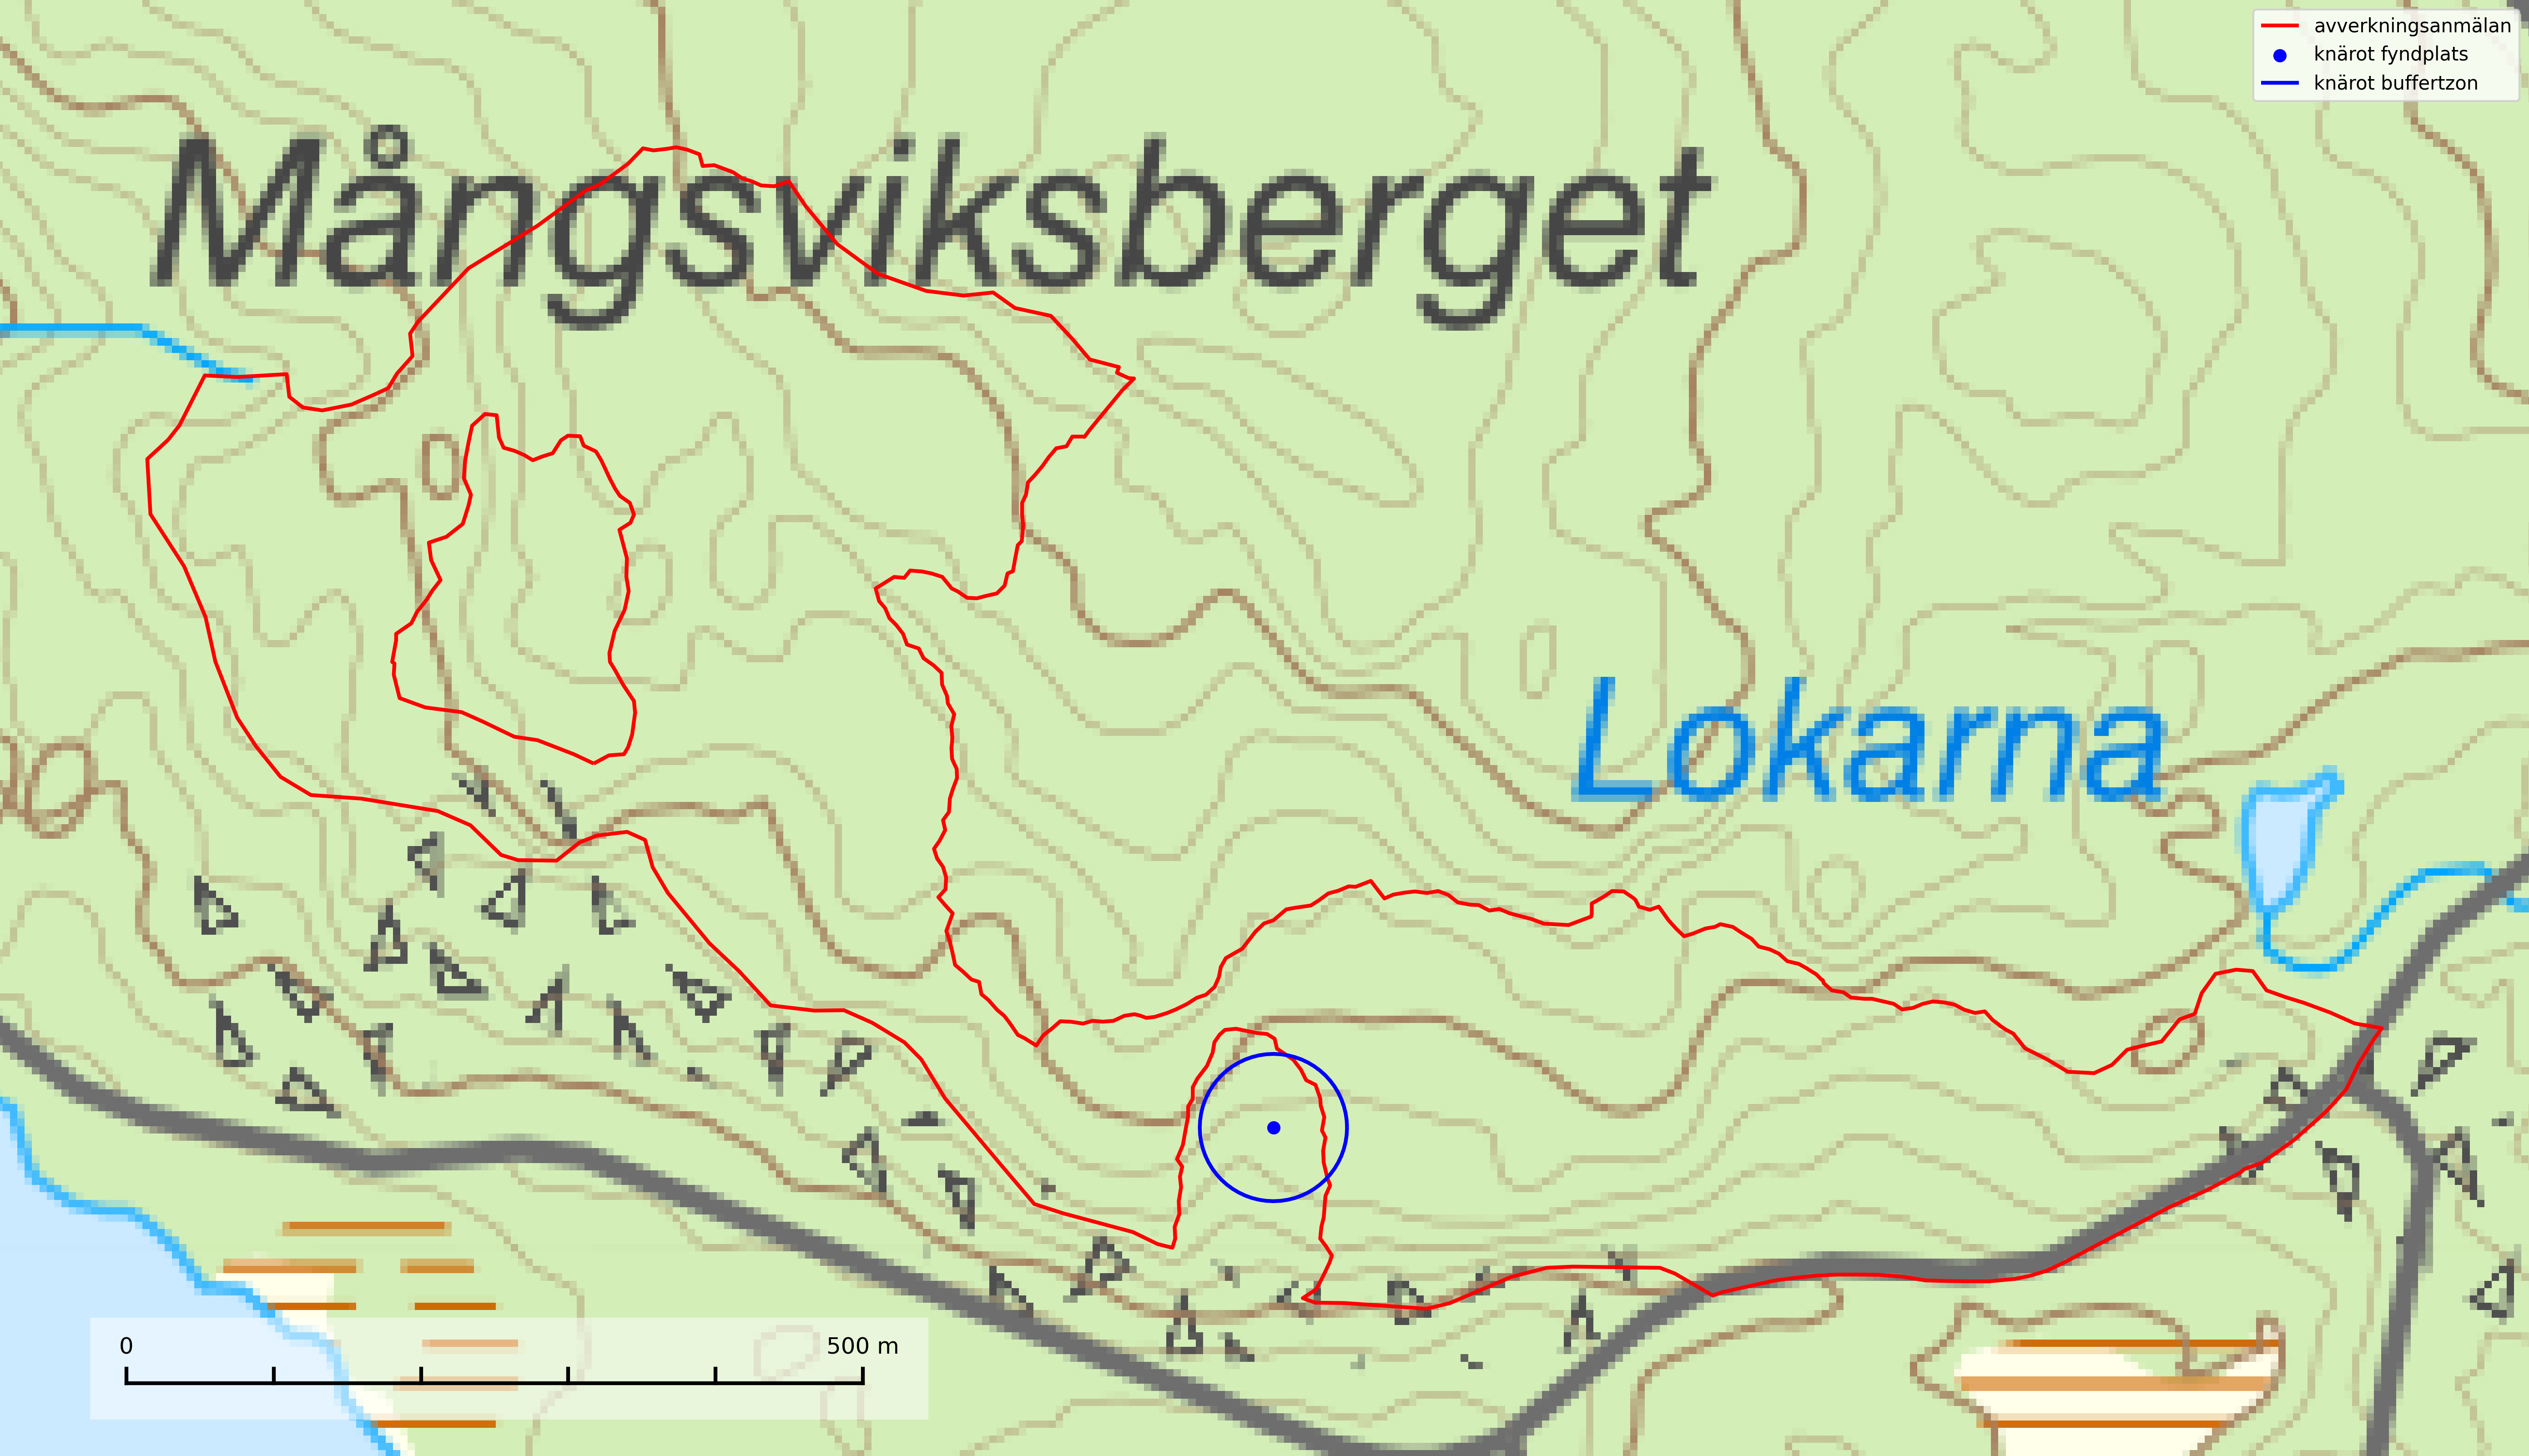 avverkningsanmälan
knärot fyndplats
knärot buffertzon
Mångsviksberget
Lokarna
0 500 m